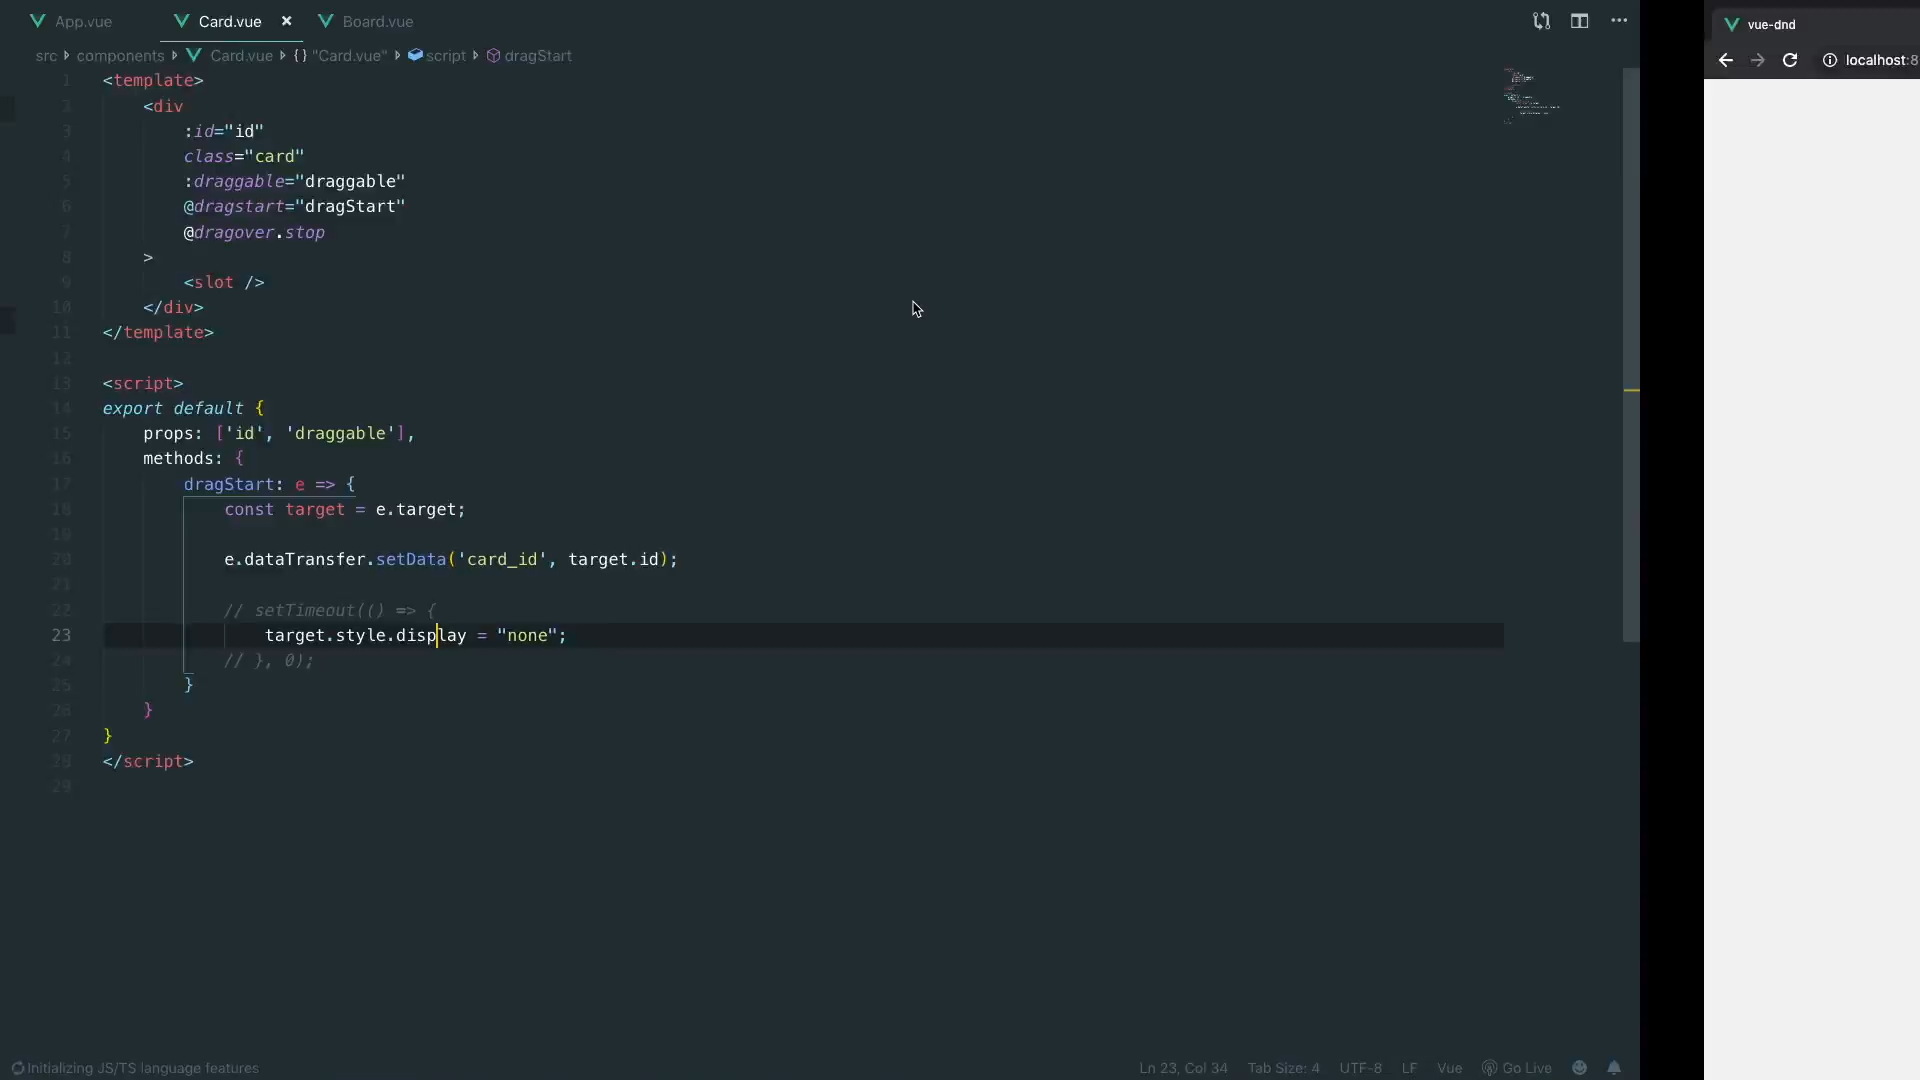 App.vue
Card.vue
Board.vue
src
components
Card.vue
{} "Card.vue"
script
dragStart
1 <template>
2 <div
3 :id="id"
4 class="card"
5 :draggable="draggable"
6 @dragstart="dragStart"
7 @dragover.stop
8 >
9 <slot />
10 </div>
11 </template>
12
13 <script>
14 export default {
15 props: ['id', 'draggable'],
16 methods: {
17 dragStart: e => {
18 const target = e.target;
19
20 e.dataTransfer.setData('card_id', target.id);
21
22 // setTimeout(() => {
23 target.style.display = "none";
24 // }, 0);
25 }
26 }
27 }
28 </script>
29
Initializing JS/TS language features
Ln 23, Col 34
Tab Size: 4
UTF-8
LF
Vue
Go Live
vue-dnd
localhost:8